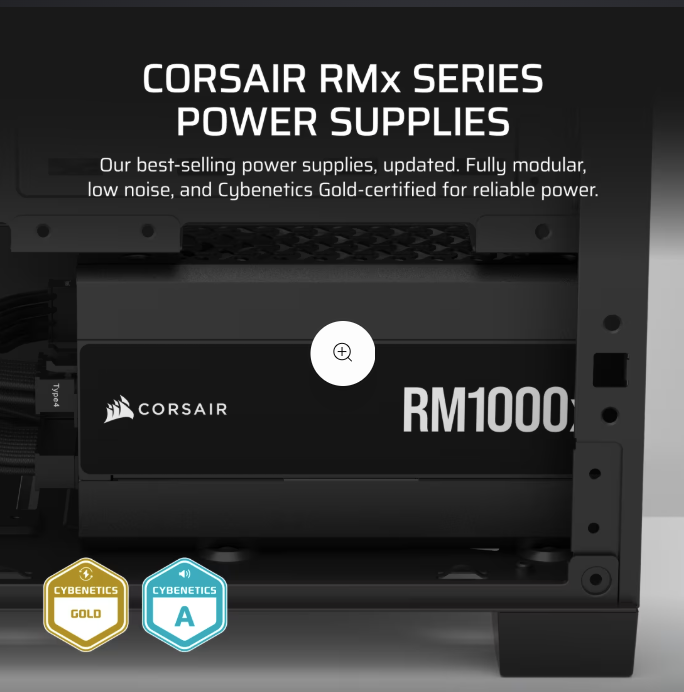 CORSAIR RMx SERIES
POWER SUPPLIES
Our best-selling power supplies, updated. Fully modular,
low noise, and Cybenetics Gold-certified for reliable power.
Type4
CORSAIR
RM1000x
CYBENETICS
GOLD
CYBENETICS
A